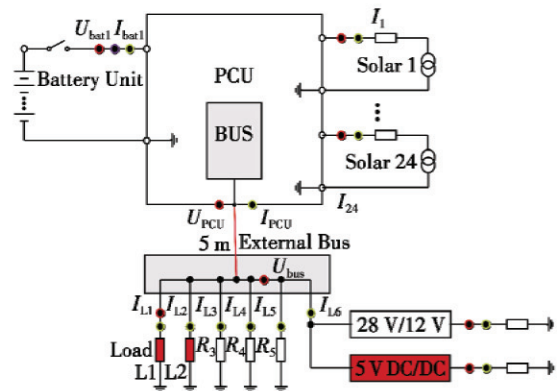 U_bat1 I_bat1
Battery Unit
PCU
BUS
I_1
Solar 1
Solar 24
I_24
U_PCU I_PCU
5 m External Bus
U_bus
I_L1 I_L2 I_L3 I_L4 I_L5 I_L6
Load R_3 R_4 R_5
L1 L2
28 V/12 V
5 V DC/DC